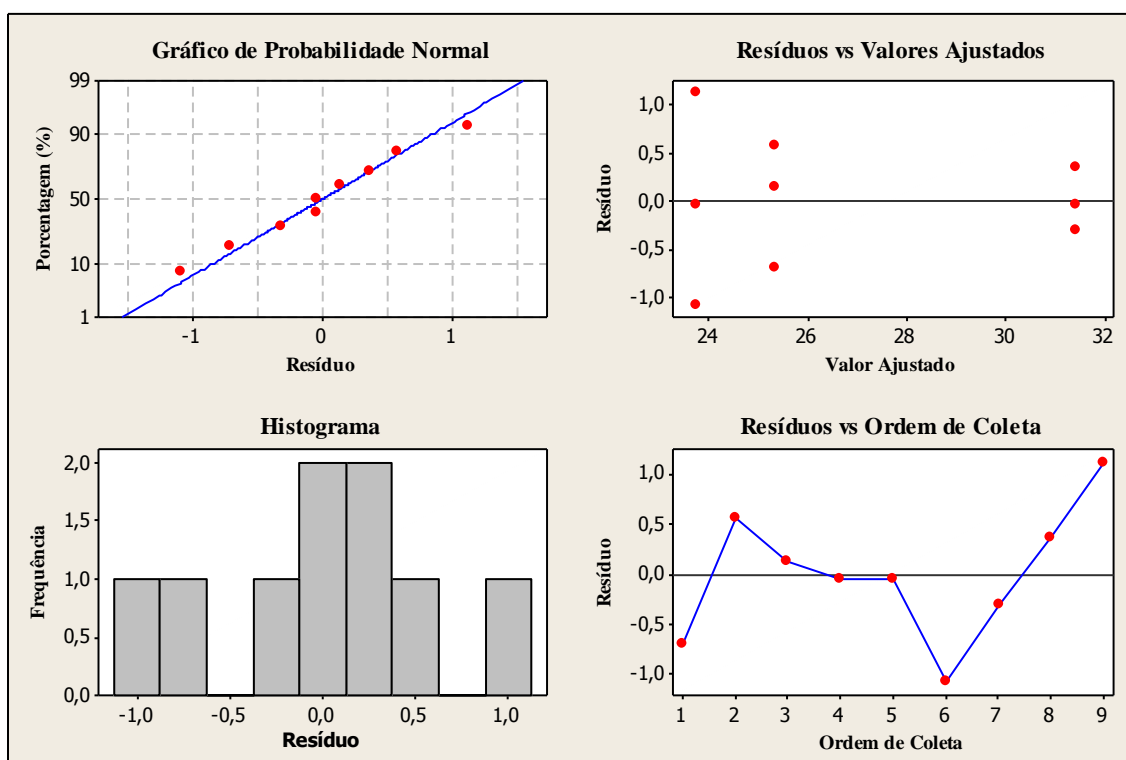 Gráfico de Probabilidade Normal
99
90
50
10
1
Porcentagem (%)
-1 0 1
Resíduo
Resíduos vs Valores Ajustados
1,0
0,5
0,0
-0,5
-1,0
Resíduo
24 26 28 30 32
Valor Ajustado
Histograma
2,0
1,5
1,0
0,5
0,0
Frequência
-1,0 -0,5 0,0 0,5 1,0
Resíduo
Resíduos vs Ordem de Coleta
1,0
0,5
0,0
-0,5
-1,0
Resíduo
1 2 3 4 5 6 7 8 9
Ordem de Coleta